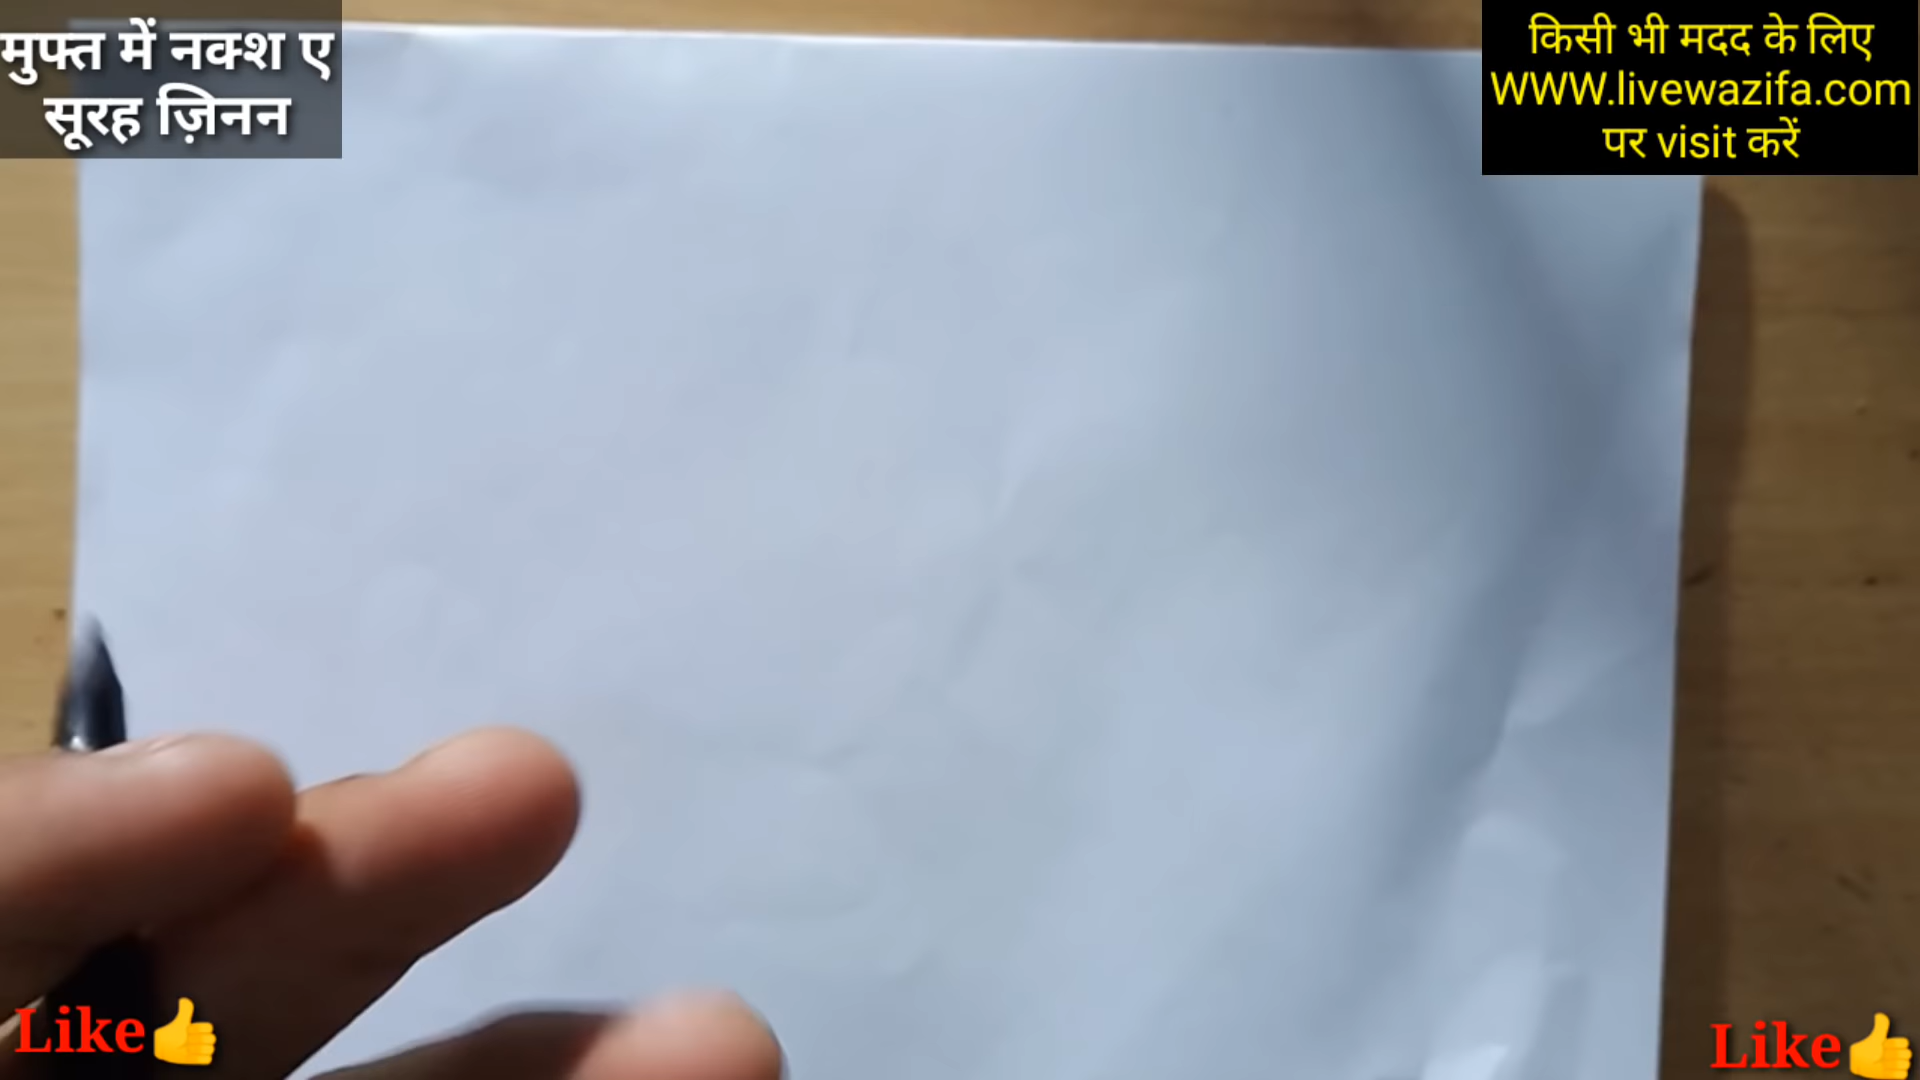 मुफ्त में नक्श ए
सूरह ज़िनन
किसी भी मदद के लिए
WWW.livewazifa.com
पर visit करें
Like👍
Like👍